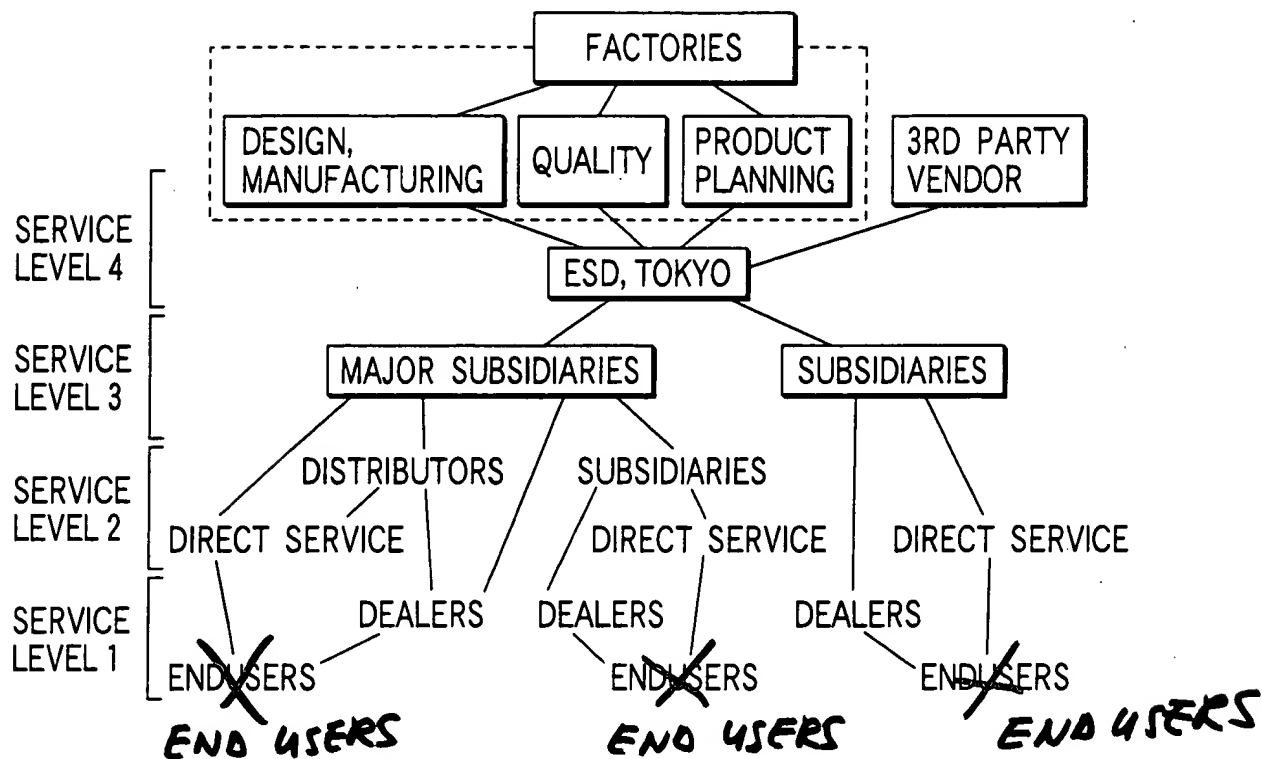 FACTORIES
DESIGN,
MANUFACTURING
QUALITY
PRODUCT
PLANNING
3RD PARTY
VENDOR
SERVICE
LEVEL 4
ESD, TOKYO
SERVICE
LEVEL 3
MAJOR SUBSIDIARIES
SUBSIDIARIES
SERVICE
LEVEL 2
DISTRIBUTORS
SUBSIDIARIES
DIRECT SERVICE
DIRECT SERVICE
DIRECT SERVICE
SERVICE
LEVEL 1
DEALERS
DEALERS
DEALERS
ENDUSERS
ENDUSERS
ENDUSERS
END USERS
END USERS
END USERS